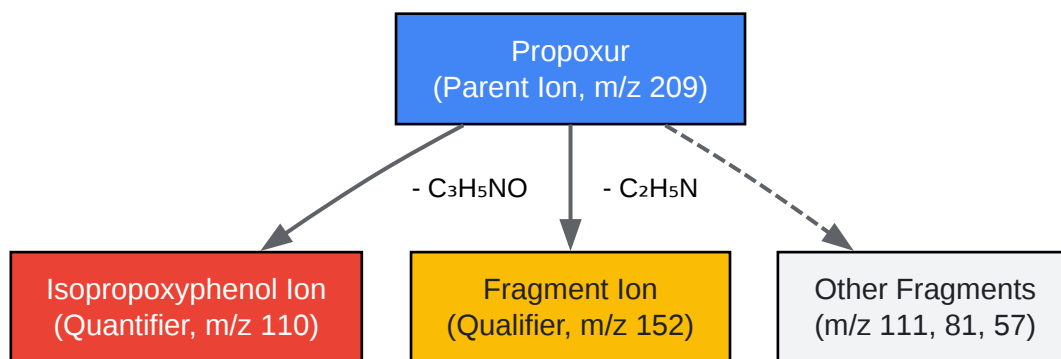 Propoxur
(Parent Ion, m/z 209)
- C₃H₅NO
- C₂H₅N
Isopropoxyphenol Ion
(Quantifier, m/z 110)
Fragment Ion
(Qualifier, m/z 152)
Other Fragments
(m/z 111, 81, 57)